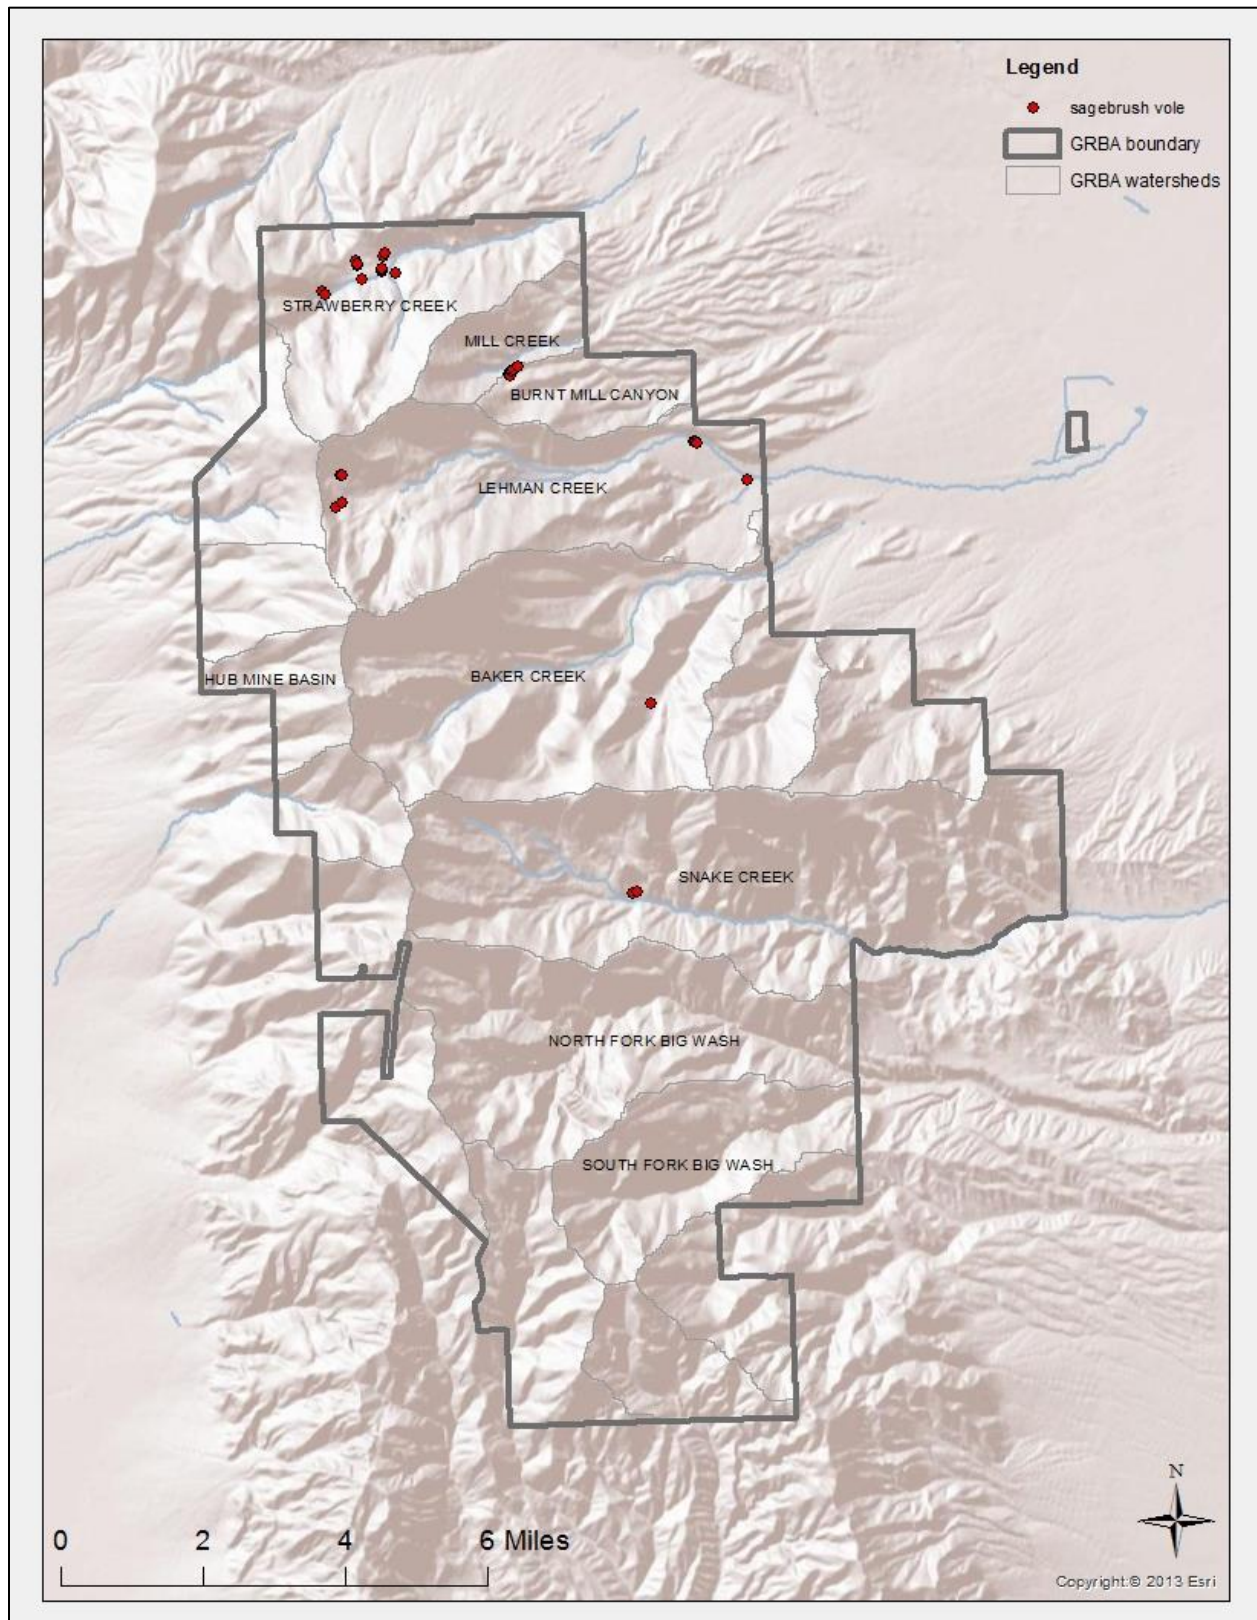 Legend
sagebrush vole
GRBA boundary
GRBA watersheds
STRAWBERRY CREEK
MILL CREEK
BURNT MILL CANYON
LEHMAN CREEK
BAKER CREEK
HUB MINE BASIN
SNAKE CREEK
NORTH FORK BIG WASH
SOUTH FORK BIG WASH
N
0 2 4 6 Miles
Copyright:© 2013 Esri